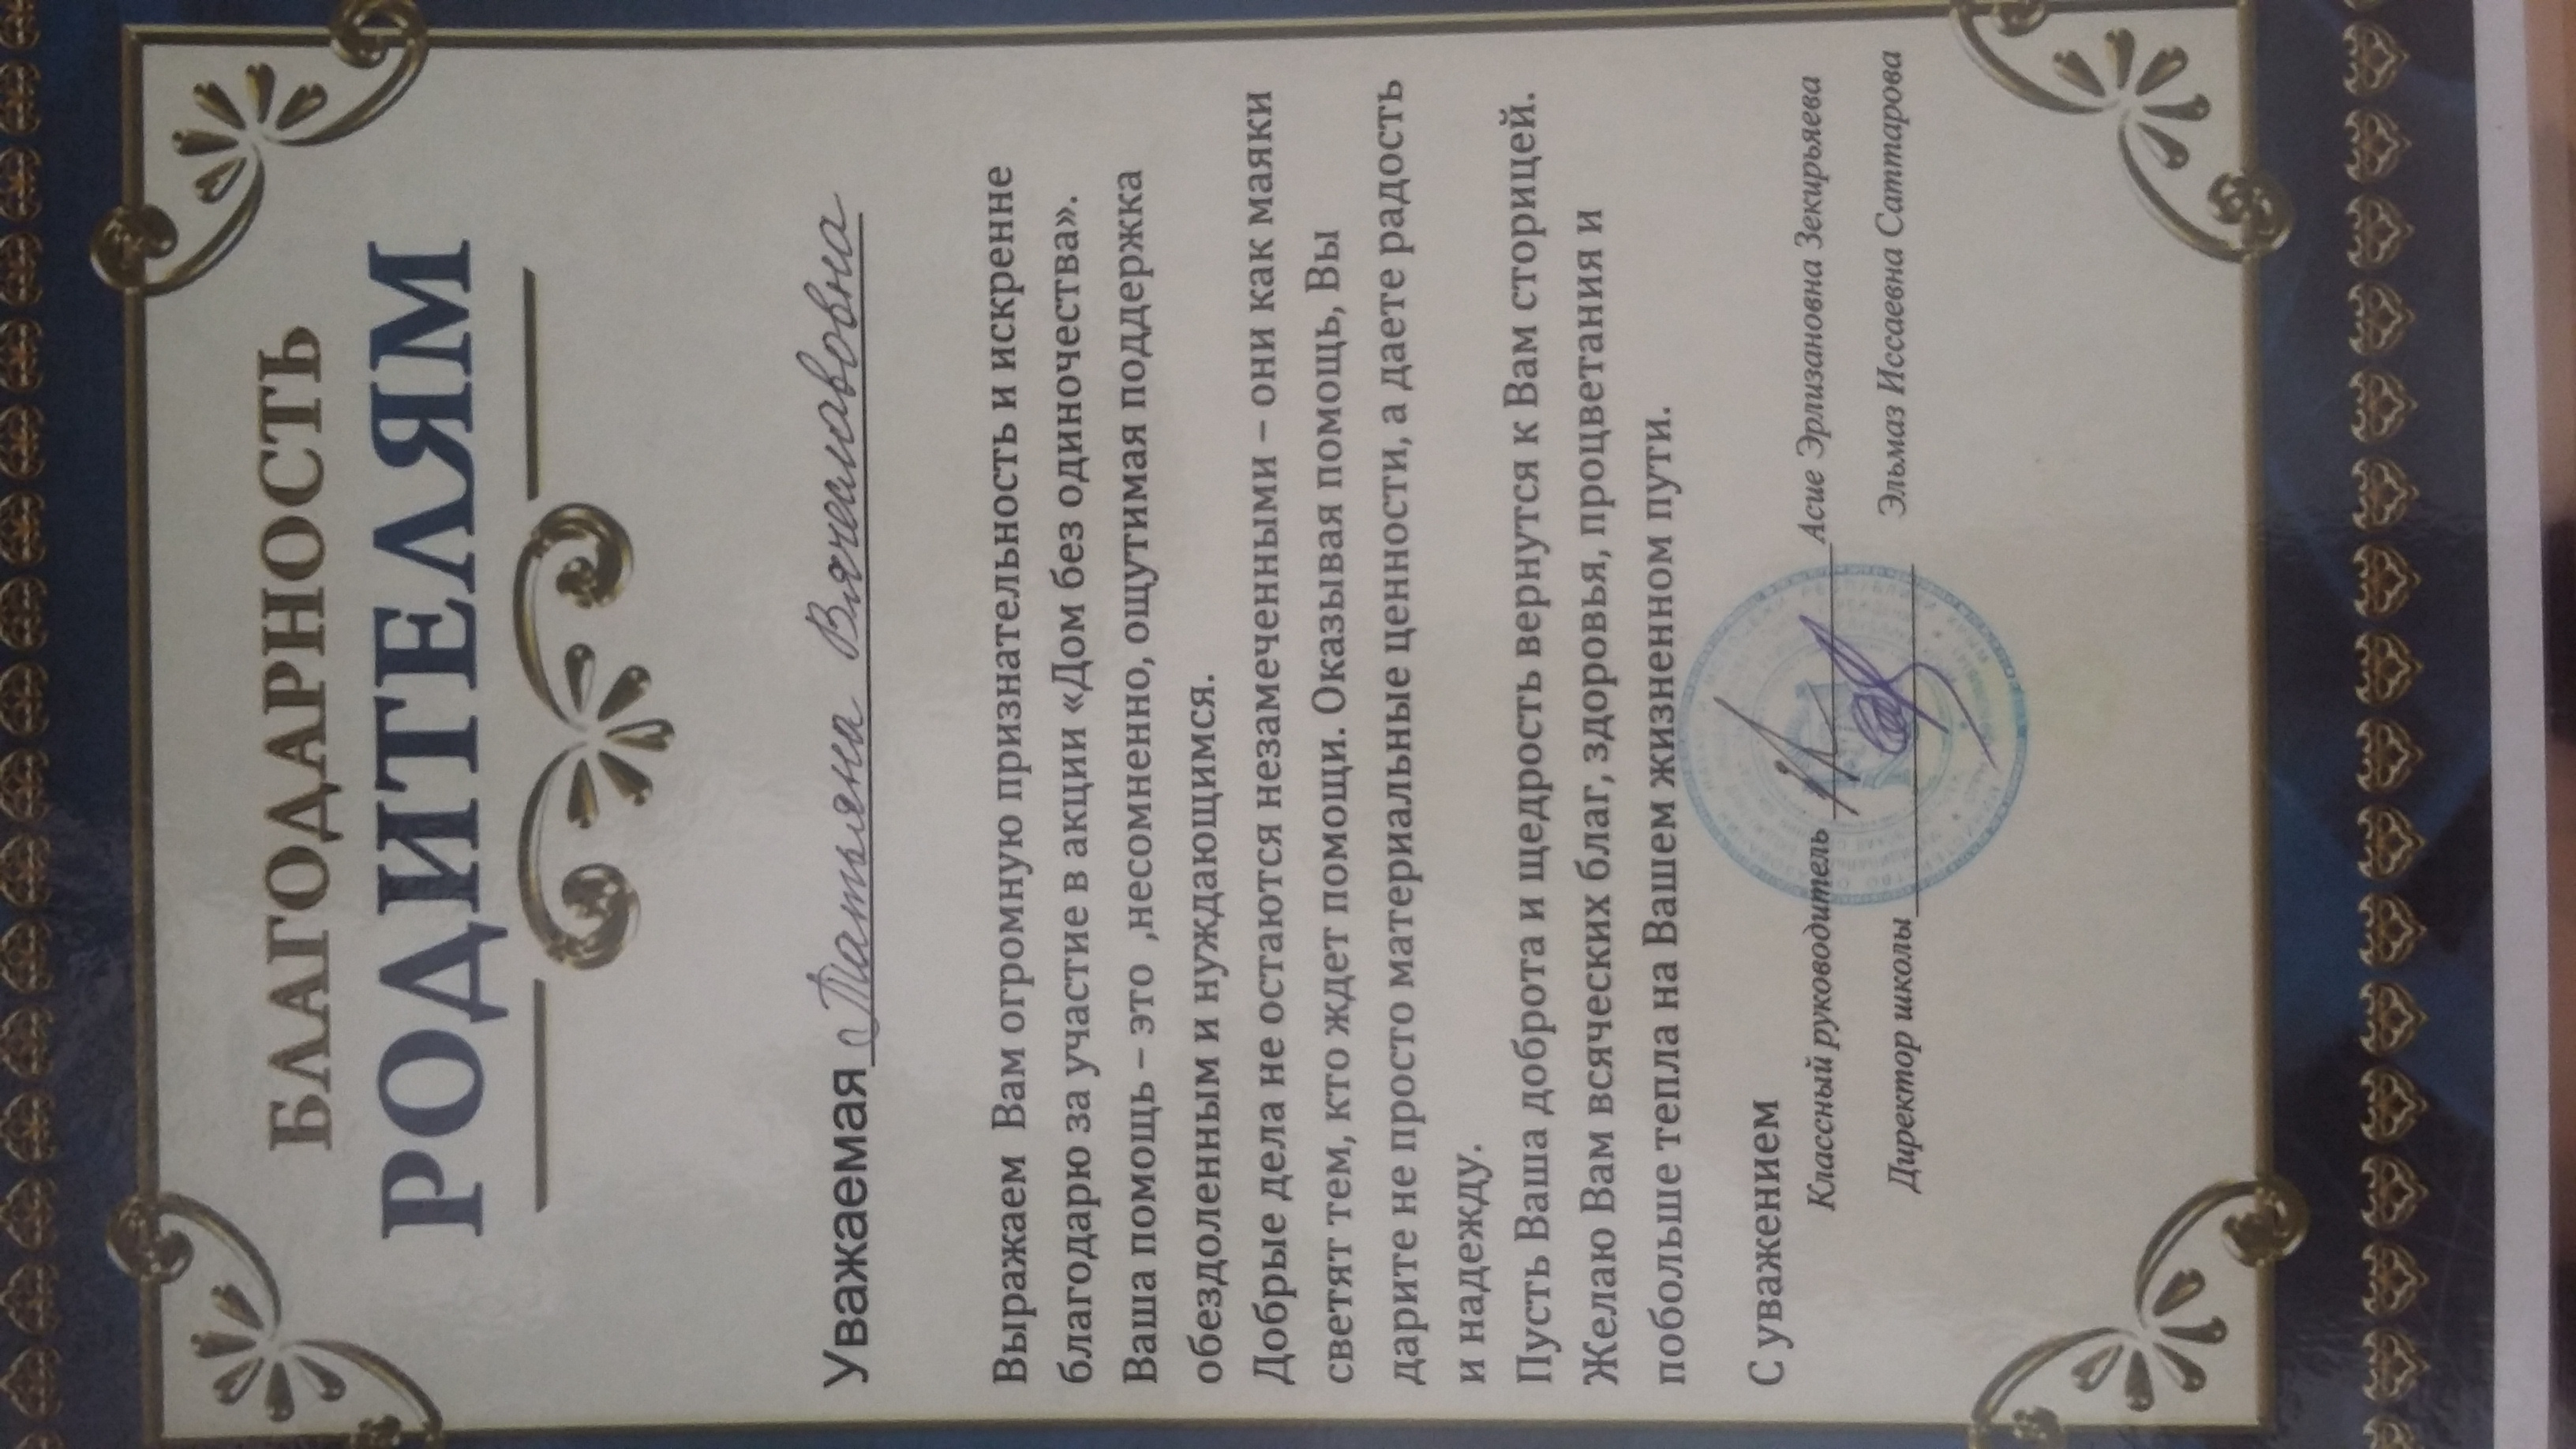 БЛАГОДАРНОСТЬ
РОДИТЕЛЯМ
Уважаемая Татьяна Вячеславовна
Выражаем Вам огромную признательность и искренне
благодарю за участие в акции «Дом без одиночества».
Ваша помощь – это ,несомненно, ощутимая поддержка
обездоленным и нуждающимся.
Добрые дела не остаются незамеченными – они как маяки
светят тем, кто ждет помощи. Оказывая помощь, Вы
дарите не просто материальные ценности, а даете радость
и надежду.
Пусть Ваша доброта и щедрость вернутся к Вам сторицей.
Желаю Вам всяческих благ, здоровья, процветания и
побольше тепла на Вашем жизненном пути.
С уважением
Классный руководитель Асие Эрлизановна Зекирьяева
Директор школы Эльмаз Иссаевна Саттарова